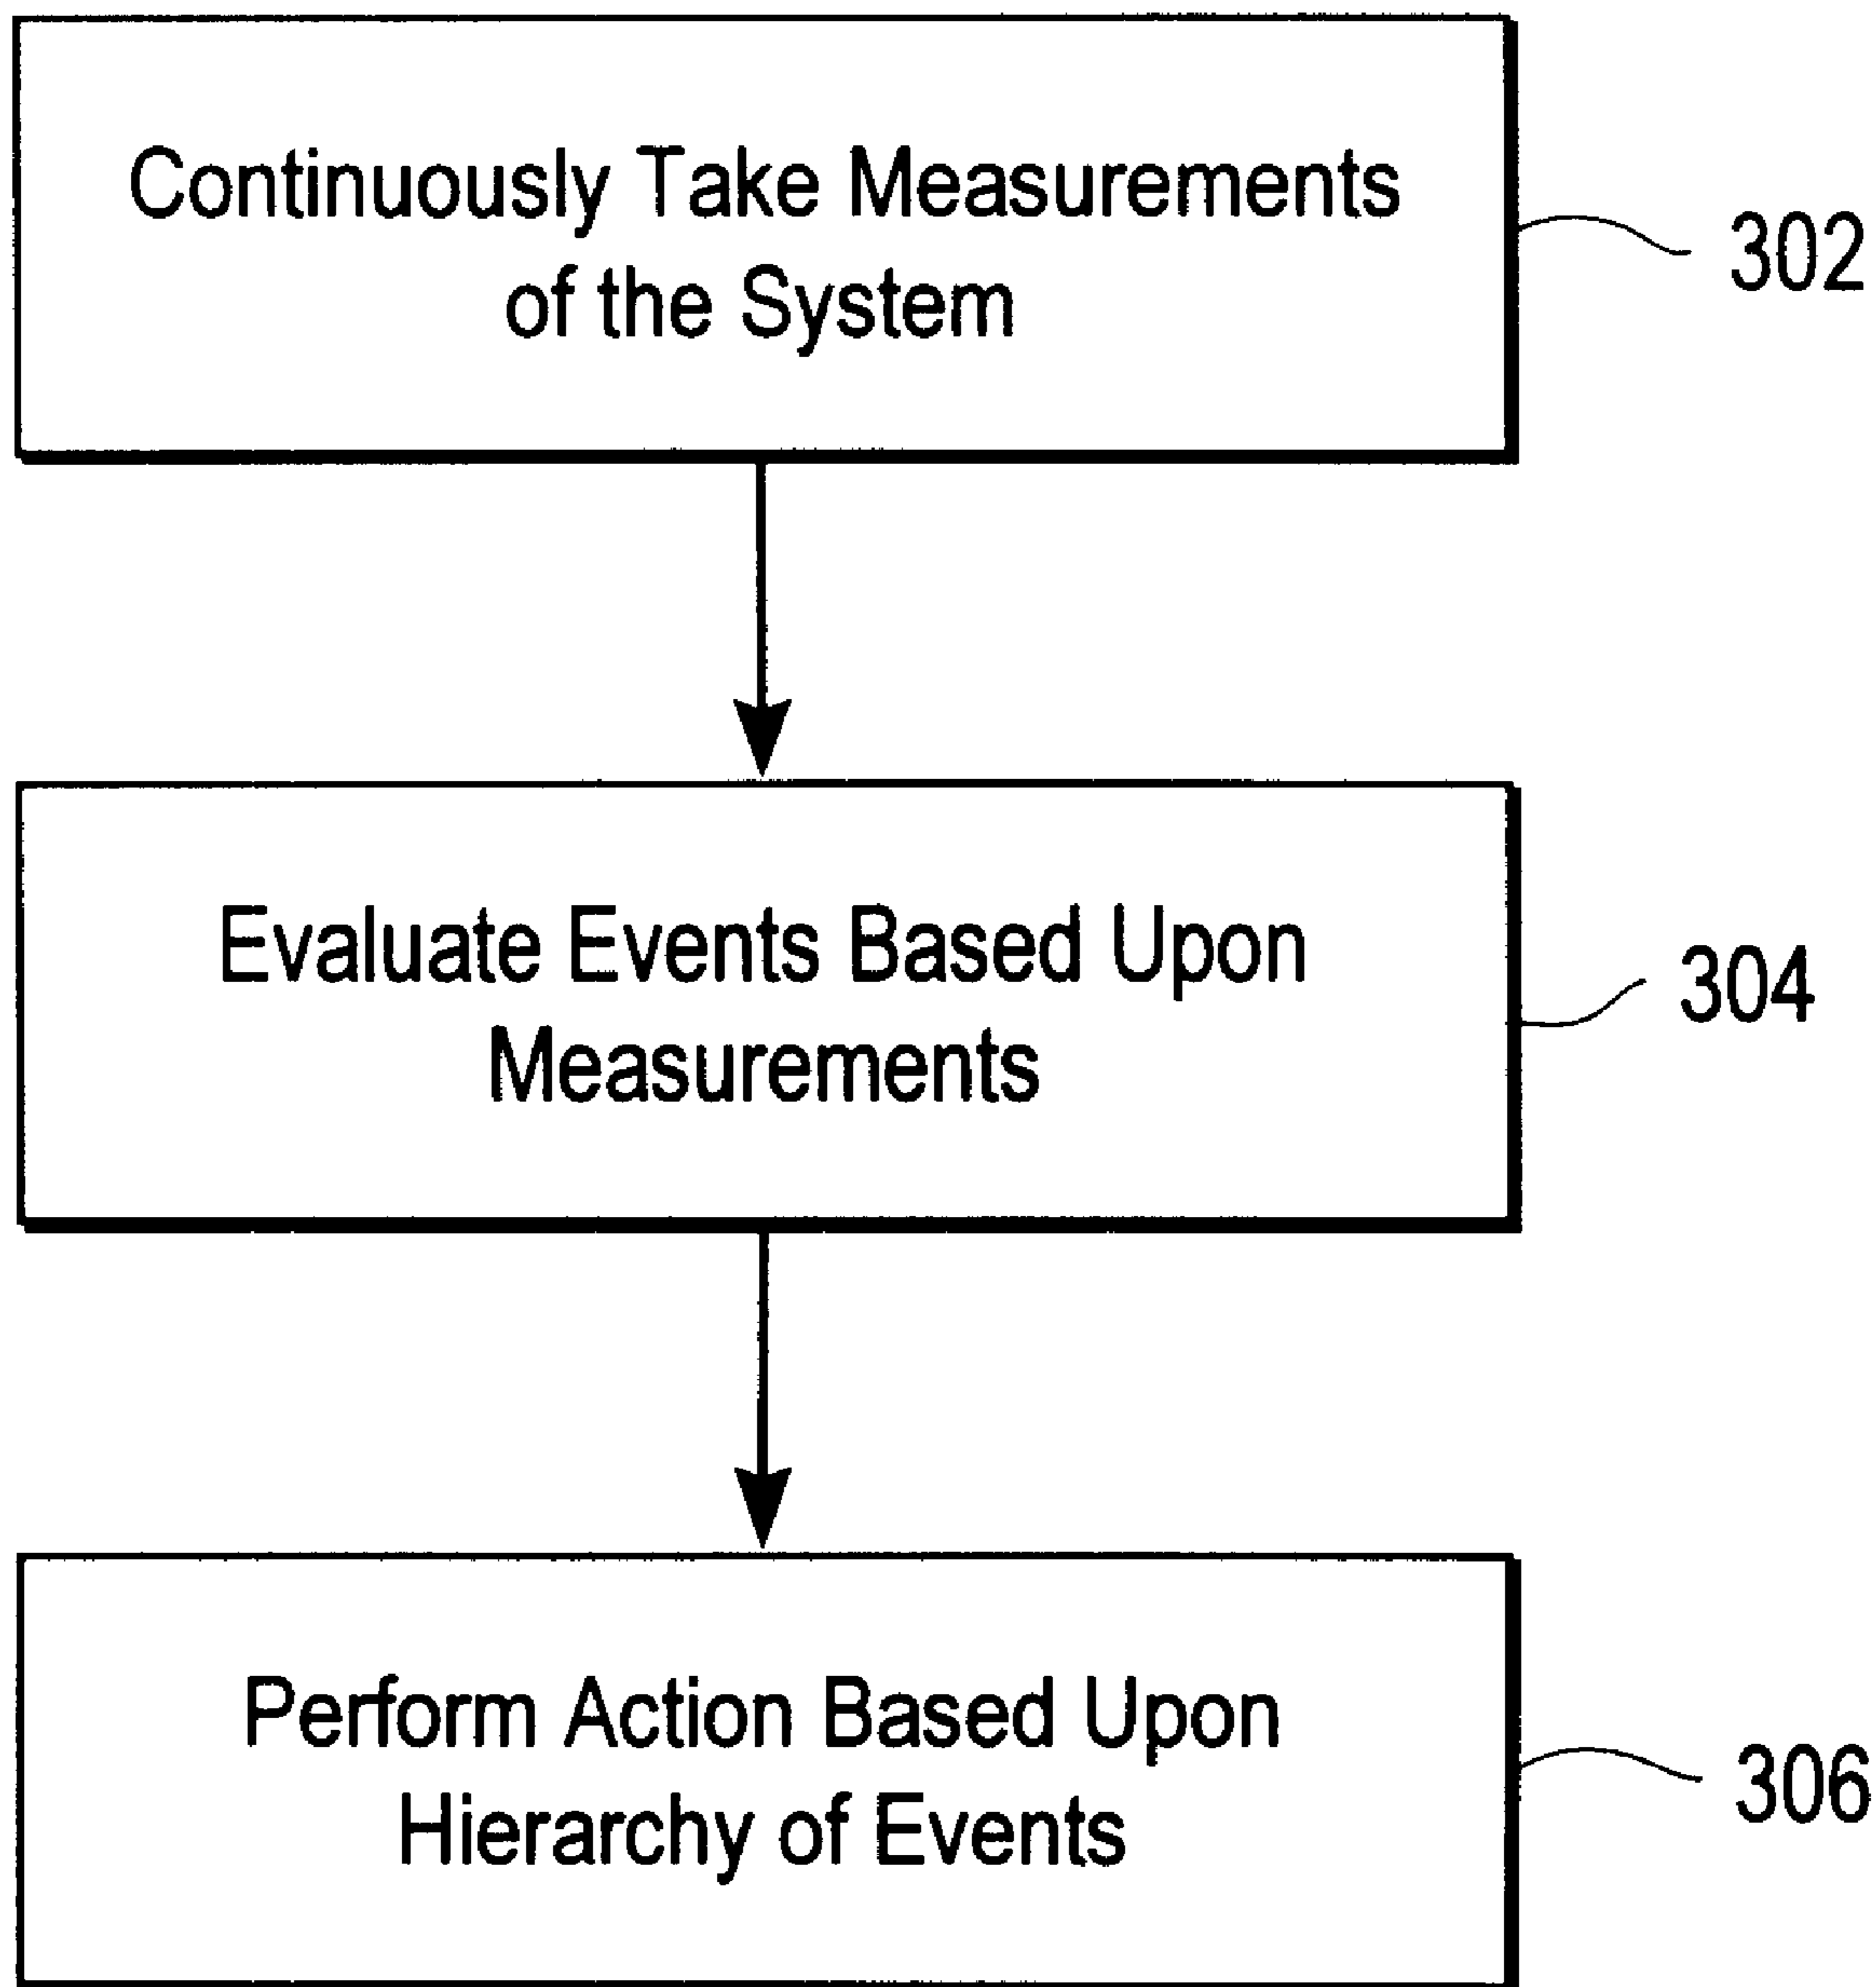 Continuously Take Measurements
of the System
302
Evaluate Events Based Upon
Measurements
304
Perform Action Based Upon
Hierarchy of Events
306